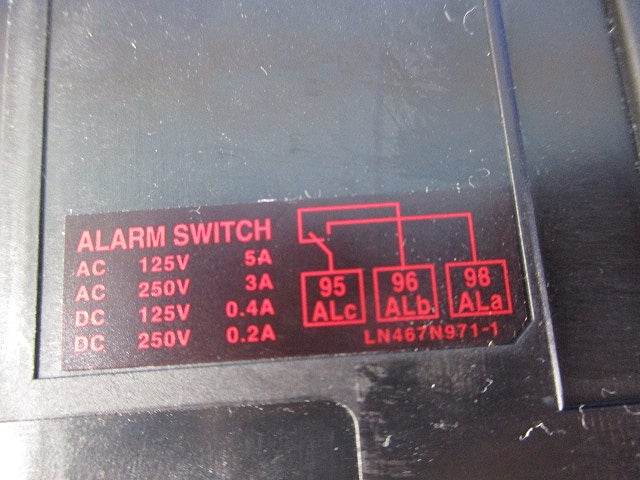 ALARM SWITCH
AC 125V 5A
AC 250V 3A
DC 125V 0.4A
DC 250V 0.2A
95 96 98
ALc ALb ALa
LN467N971-1